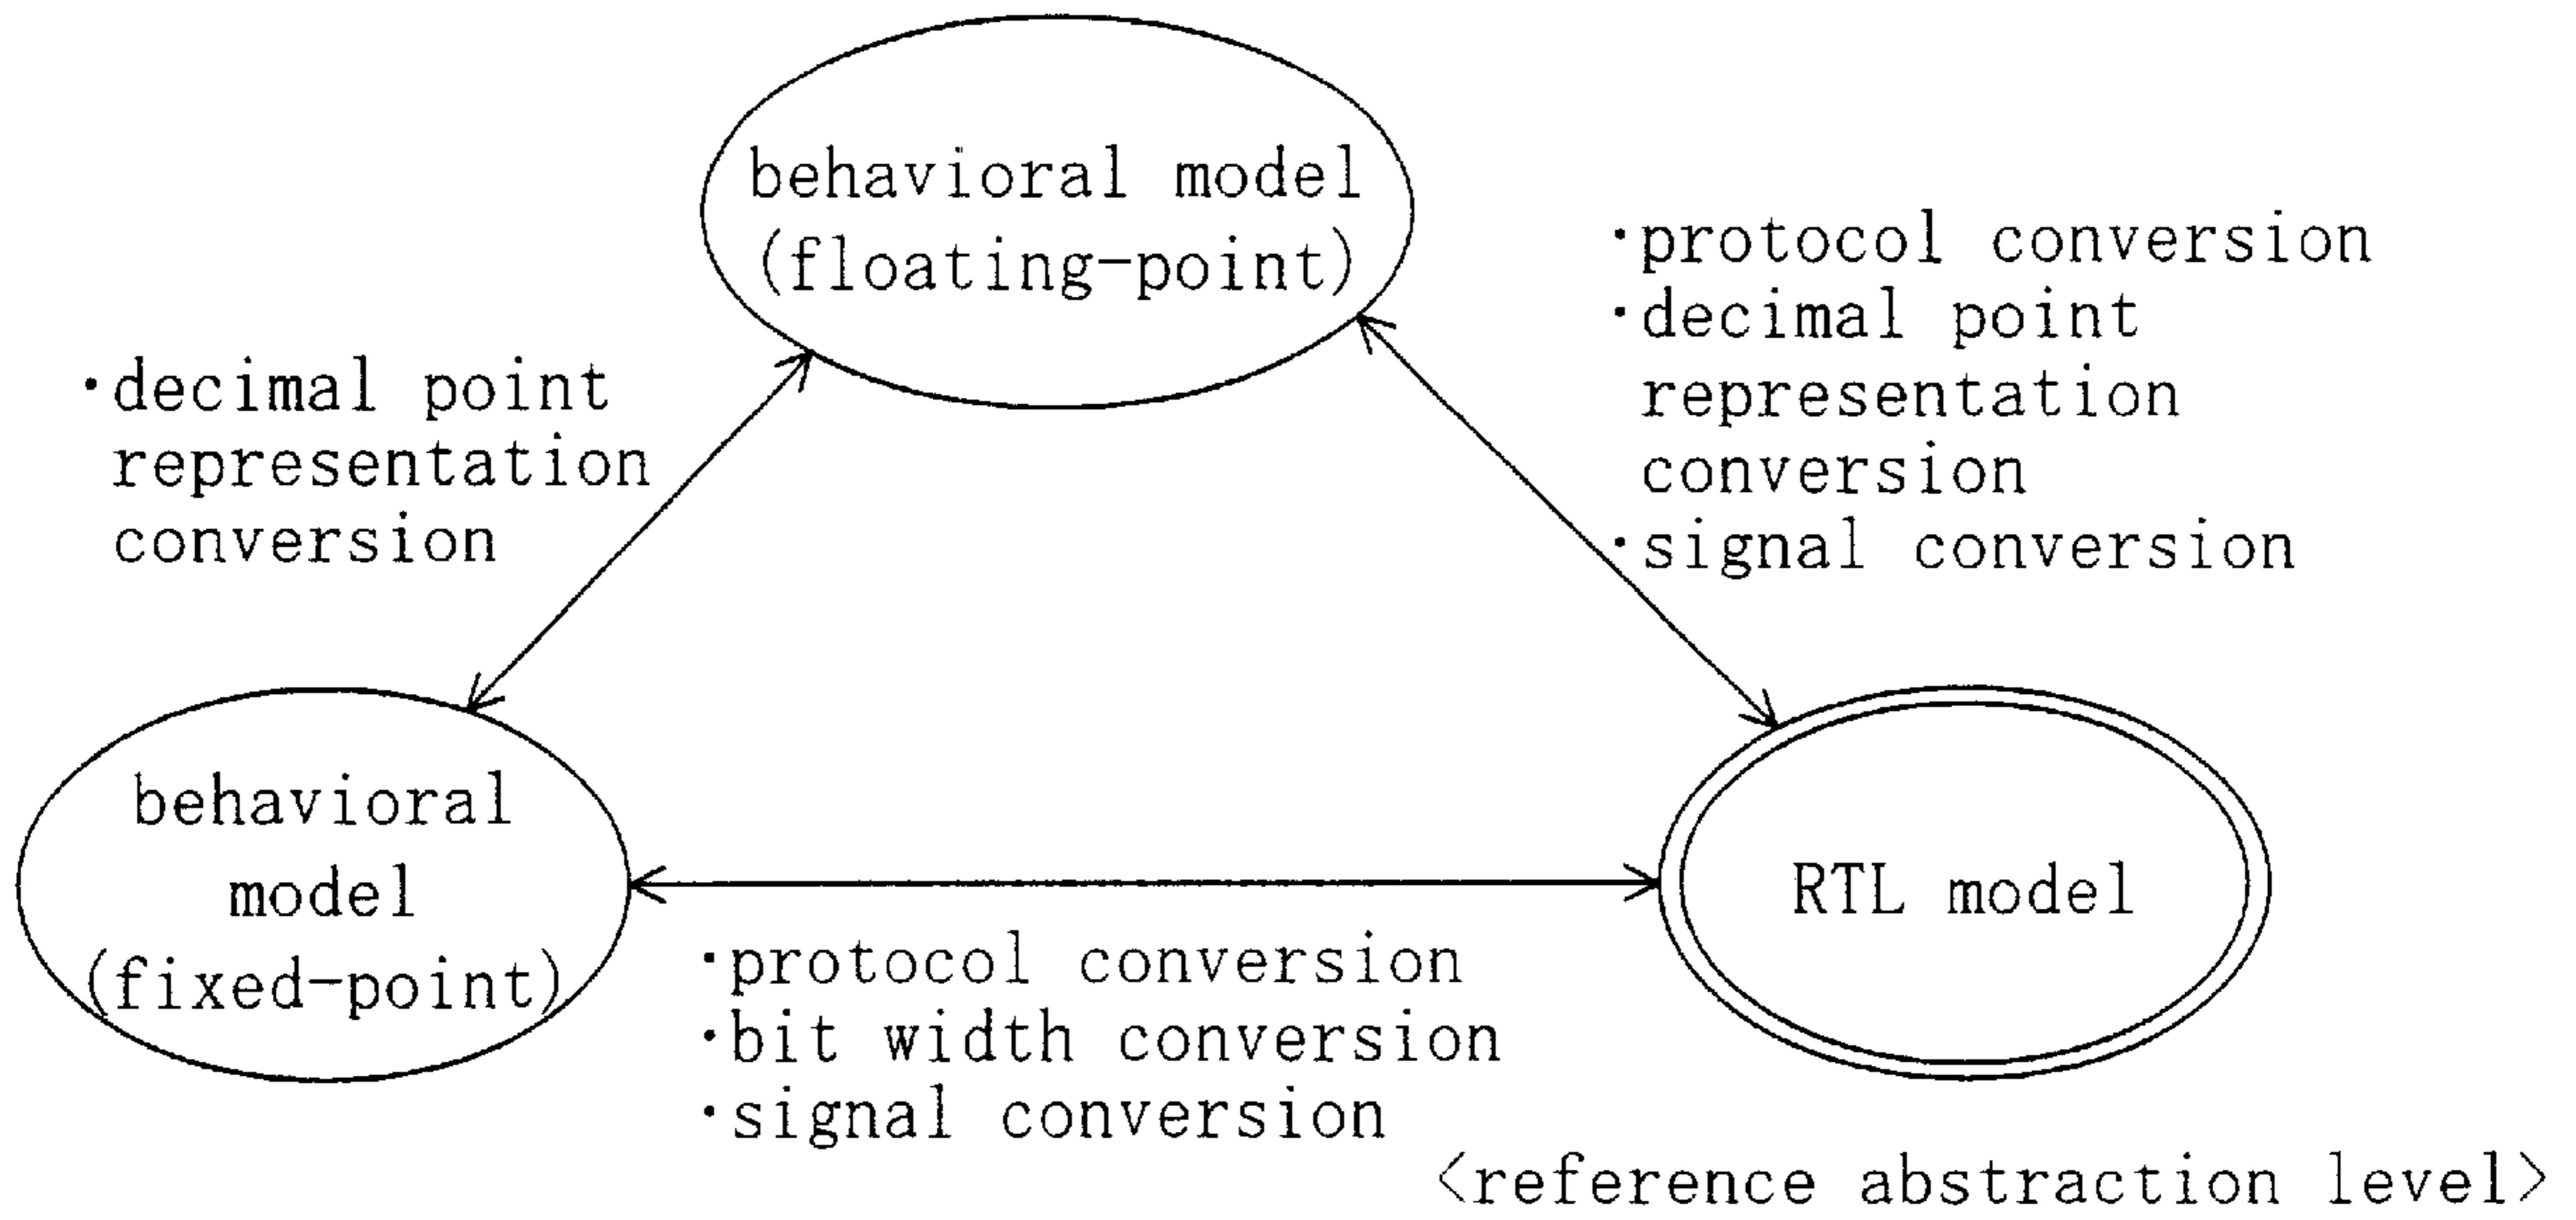 behavioral model
(floating-point)
·protocol conversion
·decimal point
representation
conversion
·signal conversion
·decimal point
representation
conversion
behavioral
model
(fixed-point)
RTL model
·protocol conversion
·bit width conversion
·signal conversion
<reference abstraction level>